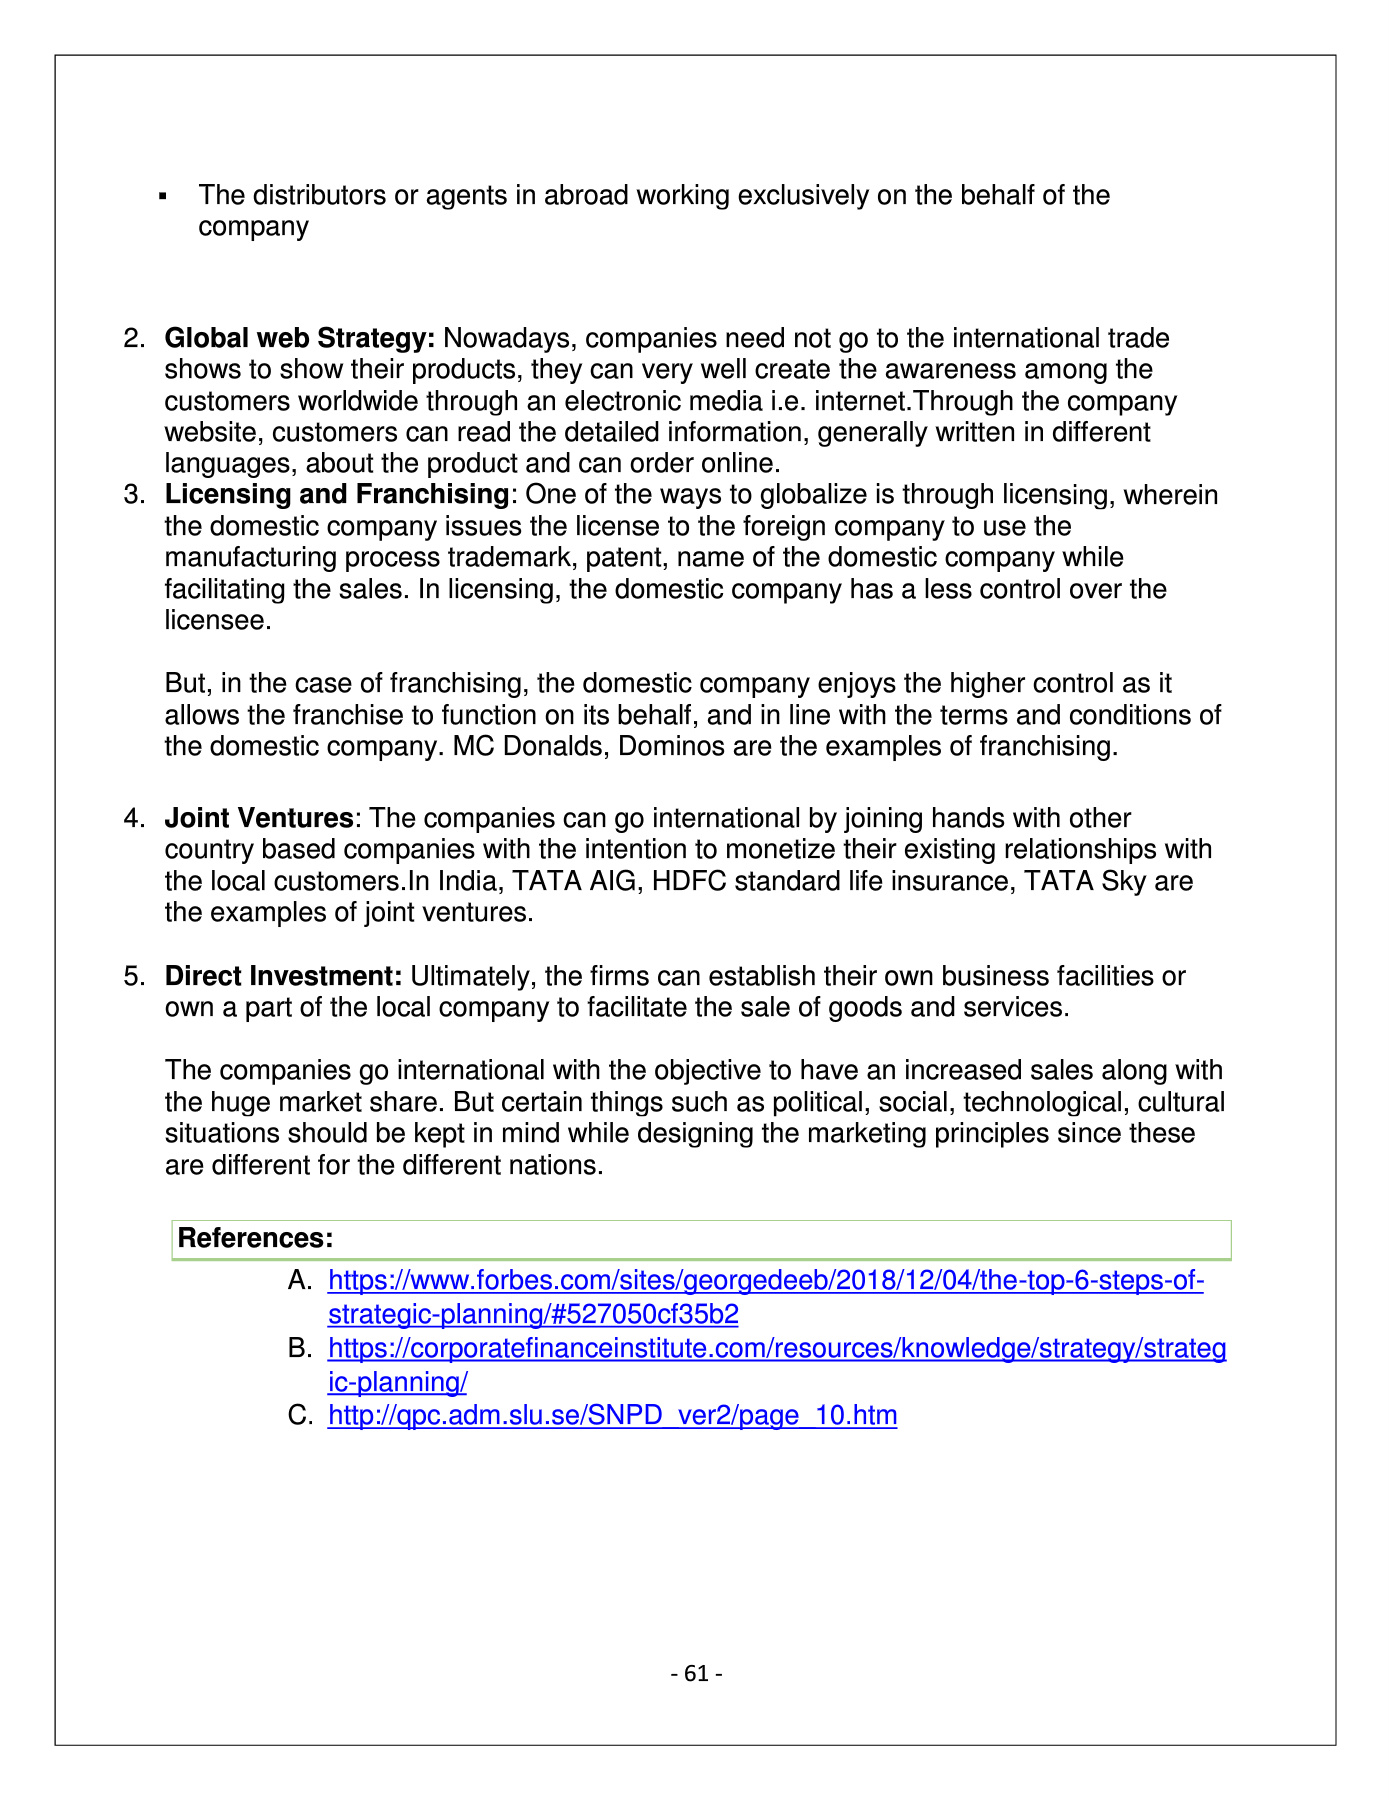 ▪ The distributors or agents in abroad working exclusively on the behalf of the
company
2. Global web Strategy: Nowadays, companies need not go to the international trade
shows to show their products, they can very well create the awareness among the
customers worldwide through an electronic media i.e. internet.Through the company
website, customers can read the detailed information, generally written in different
languages, about the product and can order online.
3. Licensing and Franchising: One of the ways to globalize is through licensing, wherein
the domestic company issues the license to the foreign company to use the
manufacturing process trademark, patent, name of the domestic company while
facilitating the sales. In licensing, the domestic company has a less control over the
licensee.
But, in the case of franchising, the domestic company enjoys the higher control as it
allows the franchise to function on its behalf, and in line with the terms and conditions of
the domestic company. MC Donalds, Dominos are the examples of franchising.
4. Joint Ventures: The companies can go international by joining hands with other
country based companies with the intention to monetize their existing relationships with
the local customers.In India, TATA AIG, HDFC standard life insurance, TATA Sky are
the examples of joint ventures.
5. Direct Investment: Ultimately, the firms can establish their own business facilities or
own a part of the local company to facilitate the sale of goods and services.
The companies go international with the objective to have an increased sales along with
the huge market share. But certain things such as political, social, technological, cultural
situations should be kept in mind while designing the marketing principles since these
are different for the different nations.
References:
A. https://www.forbes.com/sites/georgedeeb/2018/12/04/the-top-6-steps-of-
strategic-planning/#527050cf35b2
B. https://corporatefinanceinstitute.com/resources/knowledge/strategy/strateg
ic-planning/
C. http://qpc.adm.slu.se/SNPD_ver2/page_10.htm
- 61 -